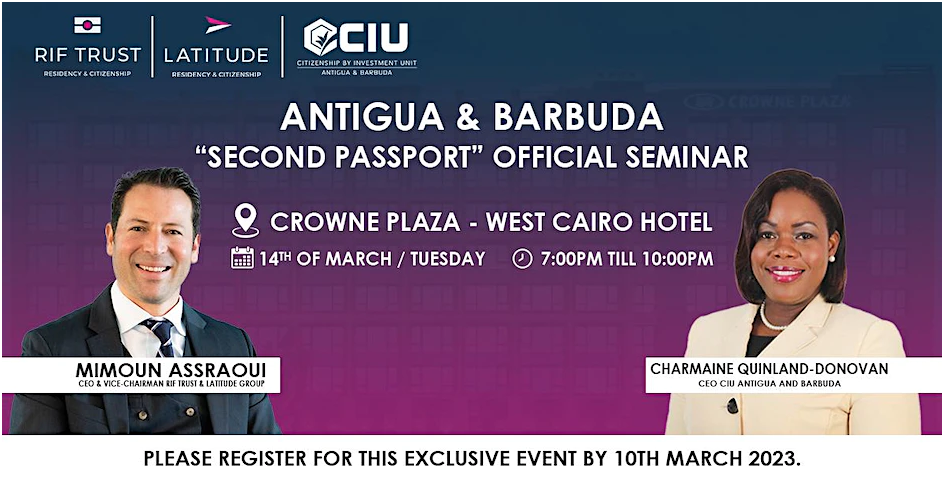 RIF TRUST
RESIDENCY & CITIZENSHIP
LATITUDE
RESIDENCY & CITIZENSHIP
CIU
CITIZENSHIP BY INVESTMENT UNIT
ANTIGUA & BARBUDA
CROWNE PLAZA
ANTIGUA & BARBUDA
“SECOND PASSPORT” OFFICIAL SEMINAR
CROWNE PLAZA - WEST CAIRO HOTEL
14TH OF MARCH / TUESDAY
7:00PM TILL 10:00PM
MIMOUN ASSRAOUI
CEO & VICE-CHAIRMAN RIF TRUST & LATITUDE GROUP
CHARMAINE QUINLAND-DONOVAN
CEO CIU ANTIGUA AND BARBUDA
PLEASE REGISTER FOR THIS EXCLUSIVE EVENT BY 10TH MARCH 2023.